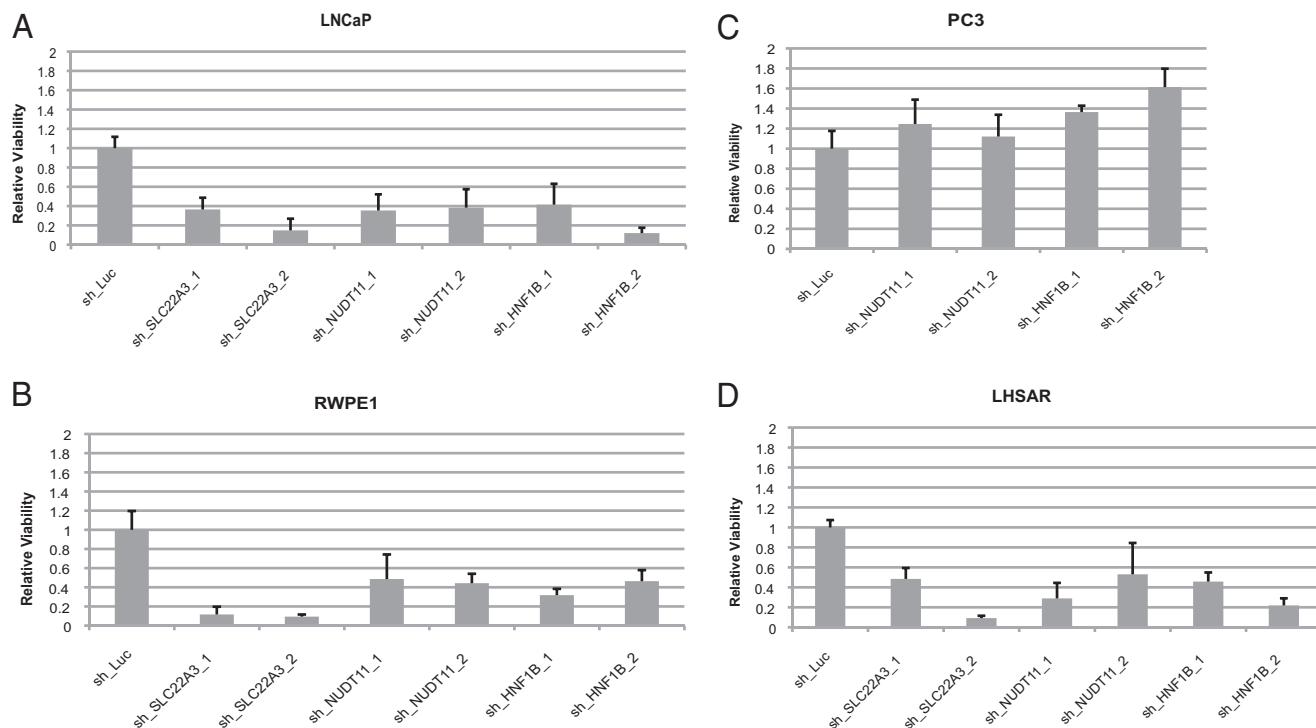 A
LNCaP
Relative Viability
2
1.8
1.6
1.4
1.2
1
0.8
0.6
0.4
0.2
0
sh_Luc
sh_SLC22A3_1
sh_SLC22A3_2
sh_NUDT11_1
sh_NUDT11_2
sh_HNF1B_1
sh_HNF1B_2
C
PC3
Relative Viability
2
1.8
1.6
1.4
1.2
1
0.8
0.6
0.4
0.2
0
sh_Luc
sh_NUDT11_1
sh_NUDT11_2
sh_HNF1B_1
sh_HNF1B_2
B
RWPE1
Relative Viability
2
1.8
1.6
1.4
1.2
1
0.8
0.6
0.4
0.2
0
sh_Luc
sh_SLC22A3_1
sh_SLC22A3_2
sh_NUDT11_1
sh_NUDT11_2
sh_HNF1B_1
sh_HNF1B_2
D
LHSAR
Relative Viability
2
1.8
1.6
1.4
1.2
1
0.8
0.6
0.4
0.2
0
sh_Luc
sh_SLC22A3_1
sh_SLC22A3_2
sh_NUDT11_1
sh_NUDT11_2
sh_HNF1B_1
sh_HNF1B_2